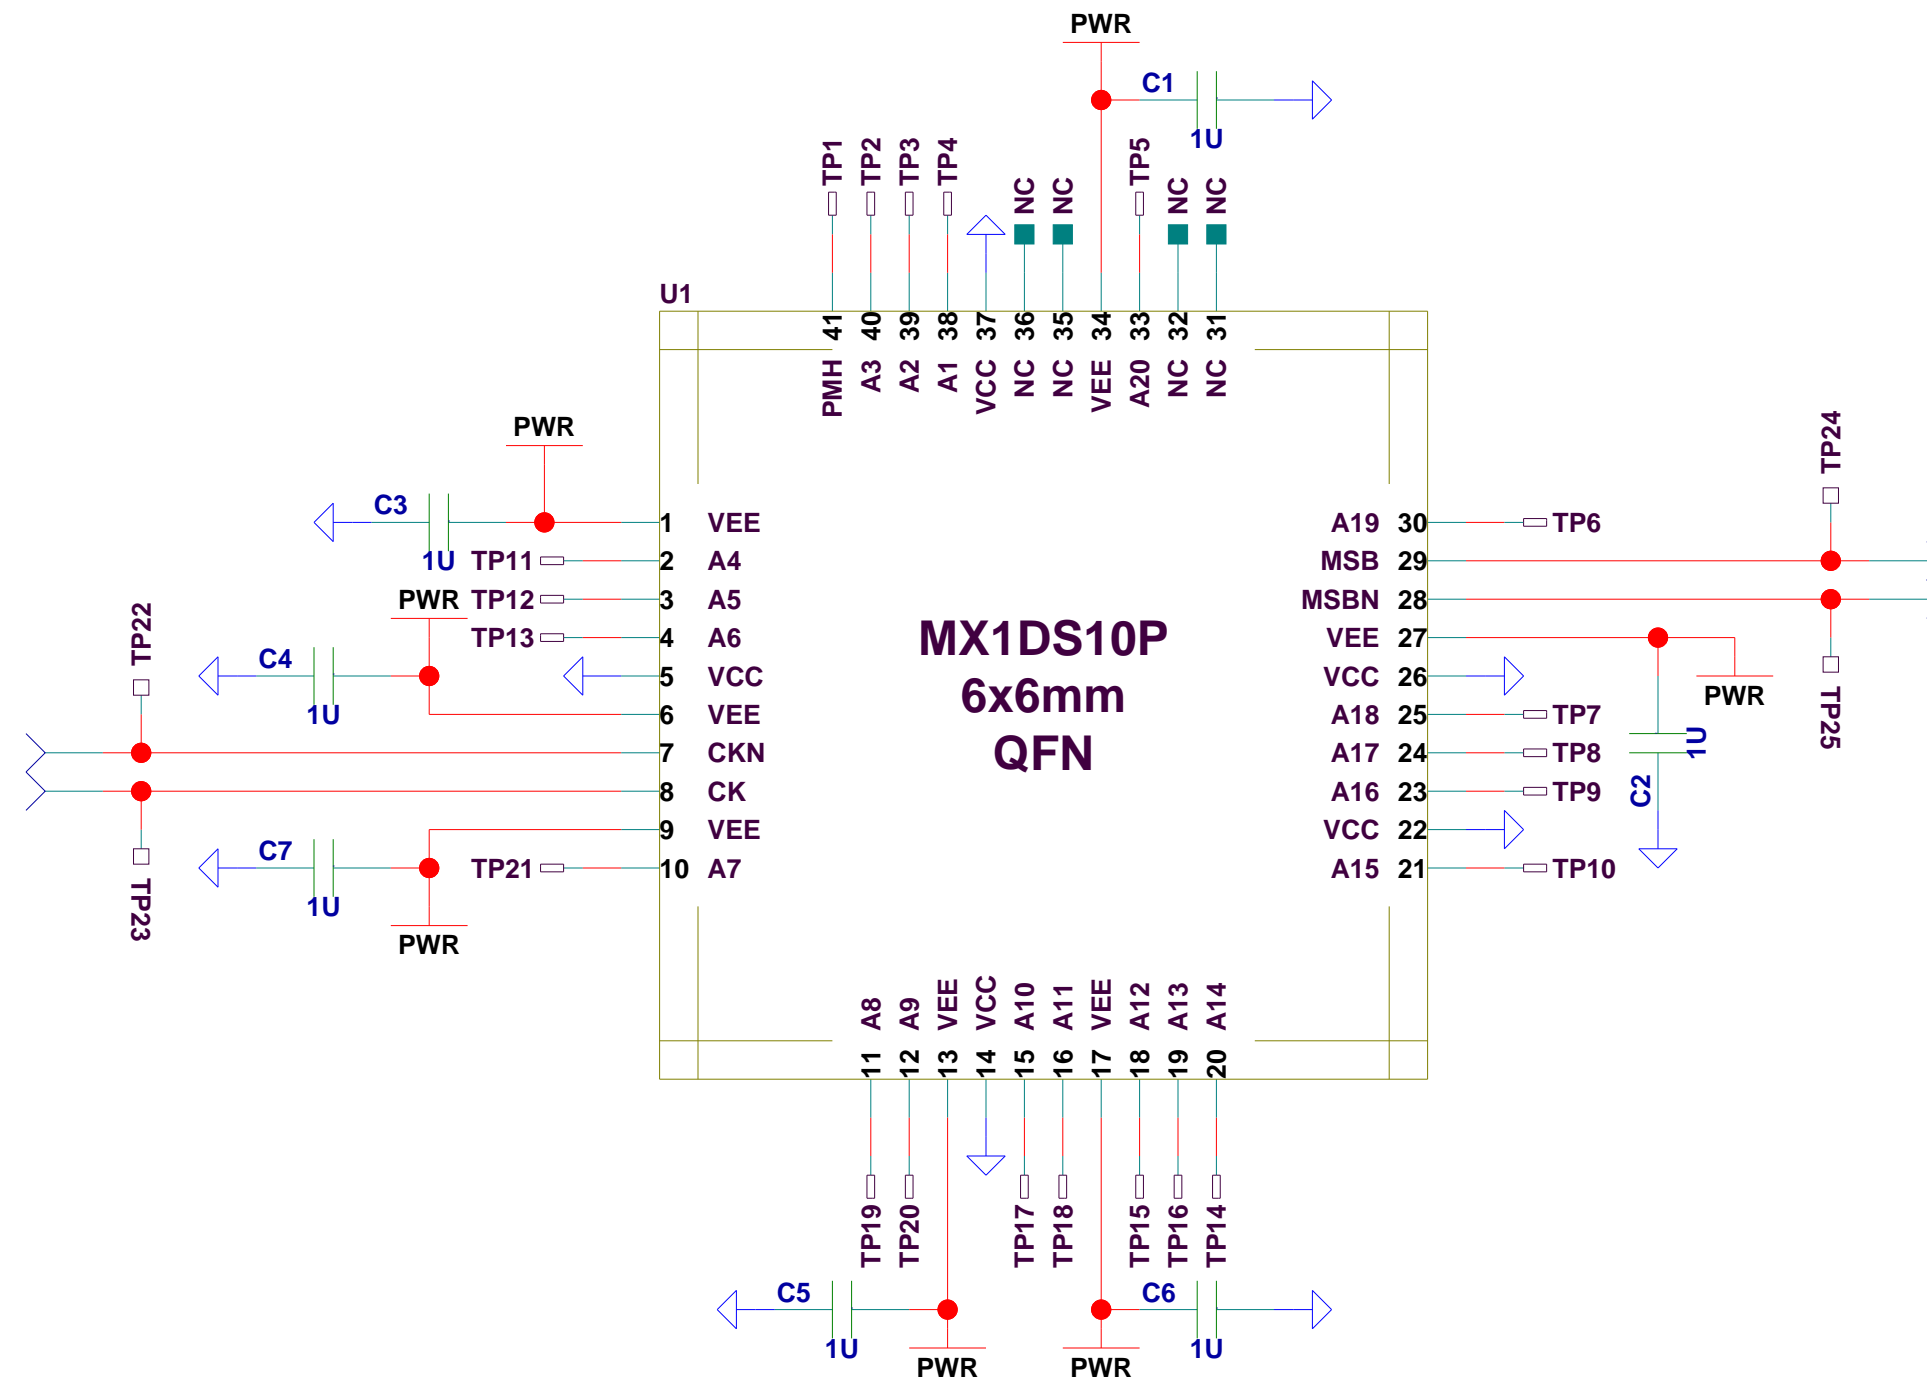 PWR
C1
1U
TP1
TP2
TP3
TP4
NC
NC
TP5
NC
NC
U1
41
40
39
38
37
36
35
34
33
32
31
PMH
A3
A2
A1
VCC
NC
NC
VEE
A20
NC
NC
PWR
C3
1U
1 VEE
TP11 2 A4
PWR TP12 3 A5
TP13 4 A6
C4
1U
5 VCC
6 VEE
TP22
7 CKN
8 CK
TP23
9 VEE
C7
1U
TP21 10 A7
PWR
MX1DS10P
6x6mm
QFN
TP24
A19 30 TP6
MSB 29
MSBN 28
VEE 27
VCC 26
PWR
TP25
A18 25 TP7
A17 24 TP8
A16 23 TP9
VCC 22
A15 21 TP10
1U
C2
A8
A9
VEE
VCC
A10
A11
VEE
A12
A13
A14
11
12
13
14
15
16
17
18
19
20
TP19
TP20
TP17
TP18
TP15
TP16
TP14
C5
1U
PWR
C6
1U
PWR